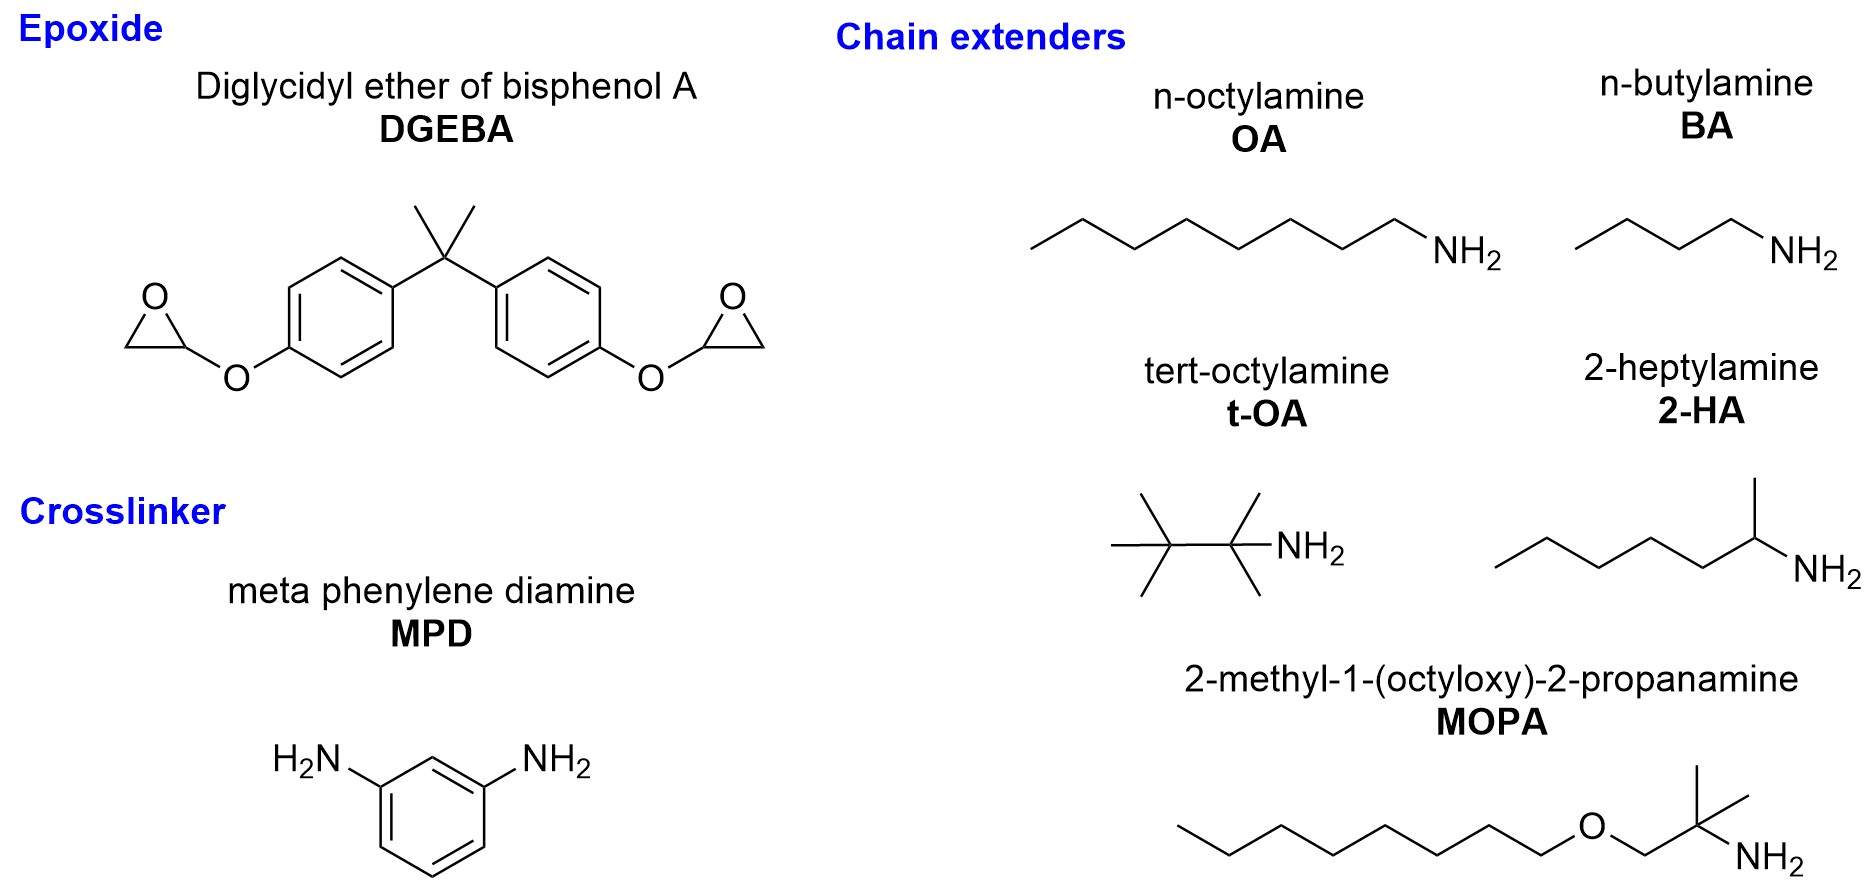 Epoxide
Diglycidyl ether of bisphenol A
DGEBA
O
O
O
O
Crosslinker
meta phenylene diamine
MPD
H₂N
NH₂
Chain extenders
n-octylamine
OA
NH₂
n-butylamine
BA
NH₂
tert-octylamine
t-OA
NH₂
2-heptylamine
2-HA
NH₂
2-methyl-1-(octyloxy)-2-propanamine
MOPA
O
NH₂